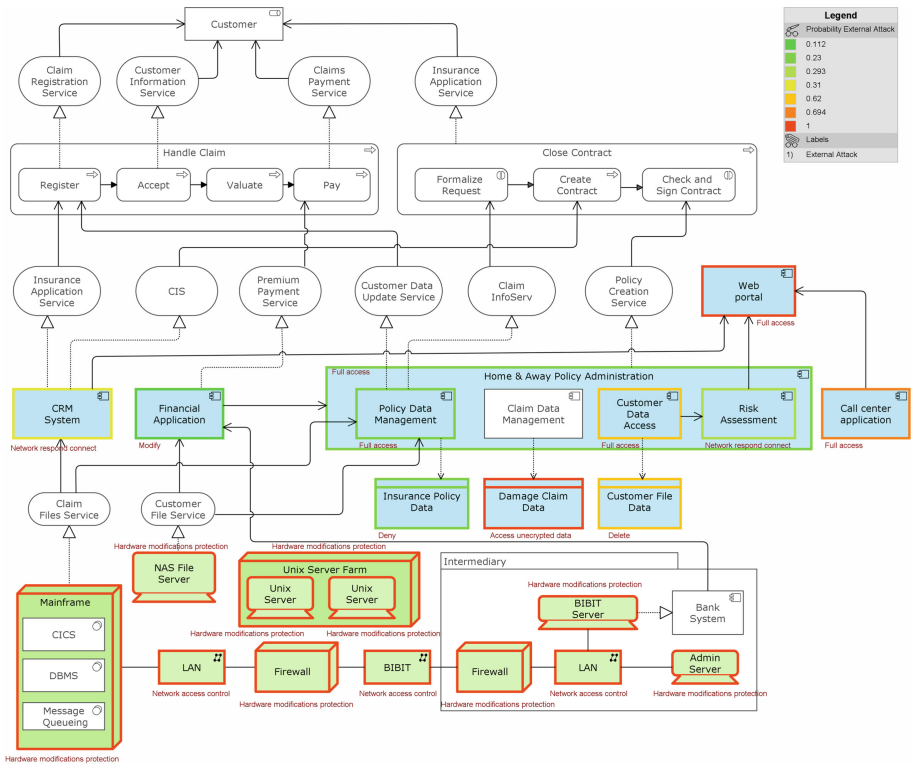 Customer
Legend
Probability External Attack
0.112
0.23
0.293
0.31
0.62
0.694
1
Labels
1) External Attack
Claim
Registration
Service
Customer
Information
Service
Claims
Payment
Service
Insurance
Application
Service
Handle Claim
Register
Accept
Valuate
Pay
Close Contract
Formalize
Request
Create
Contract
Check and
Sign Contract
Insurance
Application
Service
CIS
Premium
Payment
Service
Customer Data
Update Service
Claim
InfoServ
Policy
Creation
Service
Web
portal
Full access
CRM
System
Network respond connect
Financial
Application
Modify
Full access
Home & Away Policy Administration
Policy Data
Management
Full access
Claim Data
Management
Customer
Data
Access
Full access
Risk
Assessment
Network respond connect
Call center
application
Full access
Claim
Files Service
Customer
File Service
Insurance Policy
Data
Deny
Damage Claim
Data
Access unecrypted data
Customer File
Data
Delete
Hardware modifications protection
NAS File
Server
Hardware modifications protection
Unix Server Farm
Unix
Server
Unix
Server
Hardware modifications protection
Hardware modifications protection
Intermediary
Hardware modifications protection
BIBIT
Server
Bank
System
Mainframe
CICS
DBMS
Message
Queueing
Hardware modifications protection
LAN
Network access control
Firewall
Hardware modifications protection
BIBIT
Network access control
Firewall
Hardware modifications protection
LAN
Network access control
Admin
Server
Hardware modifications protection